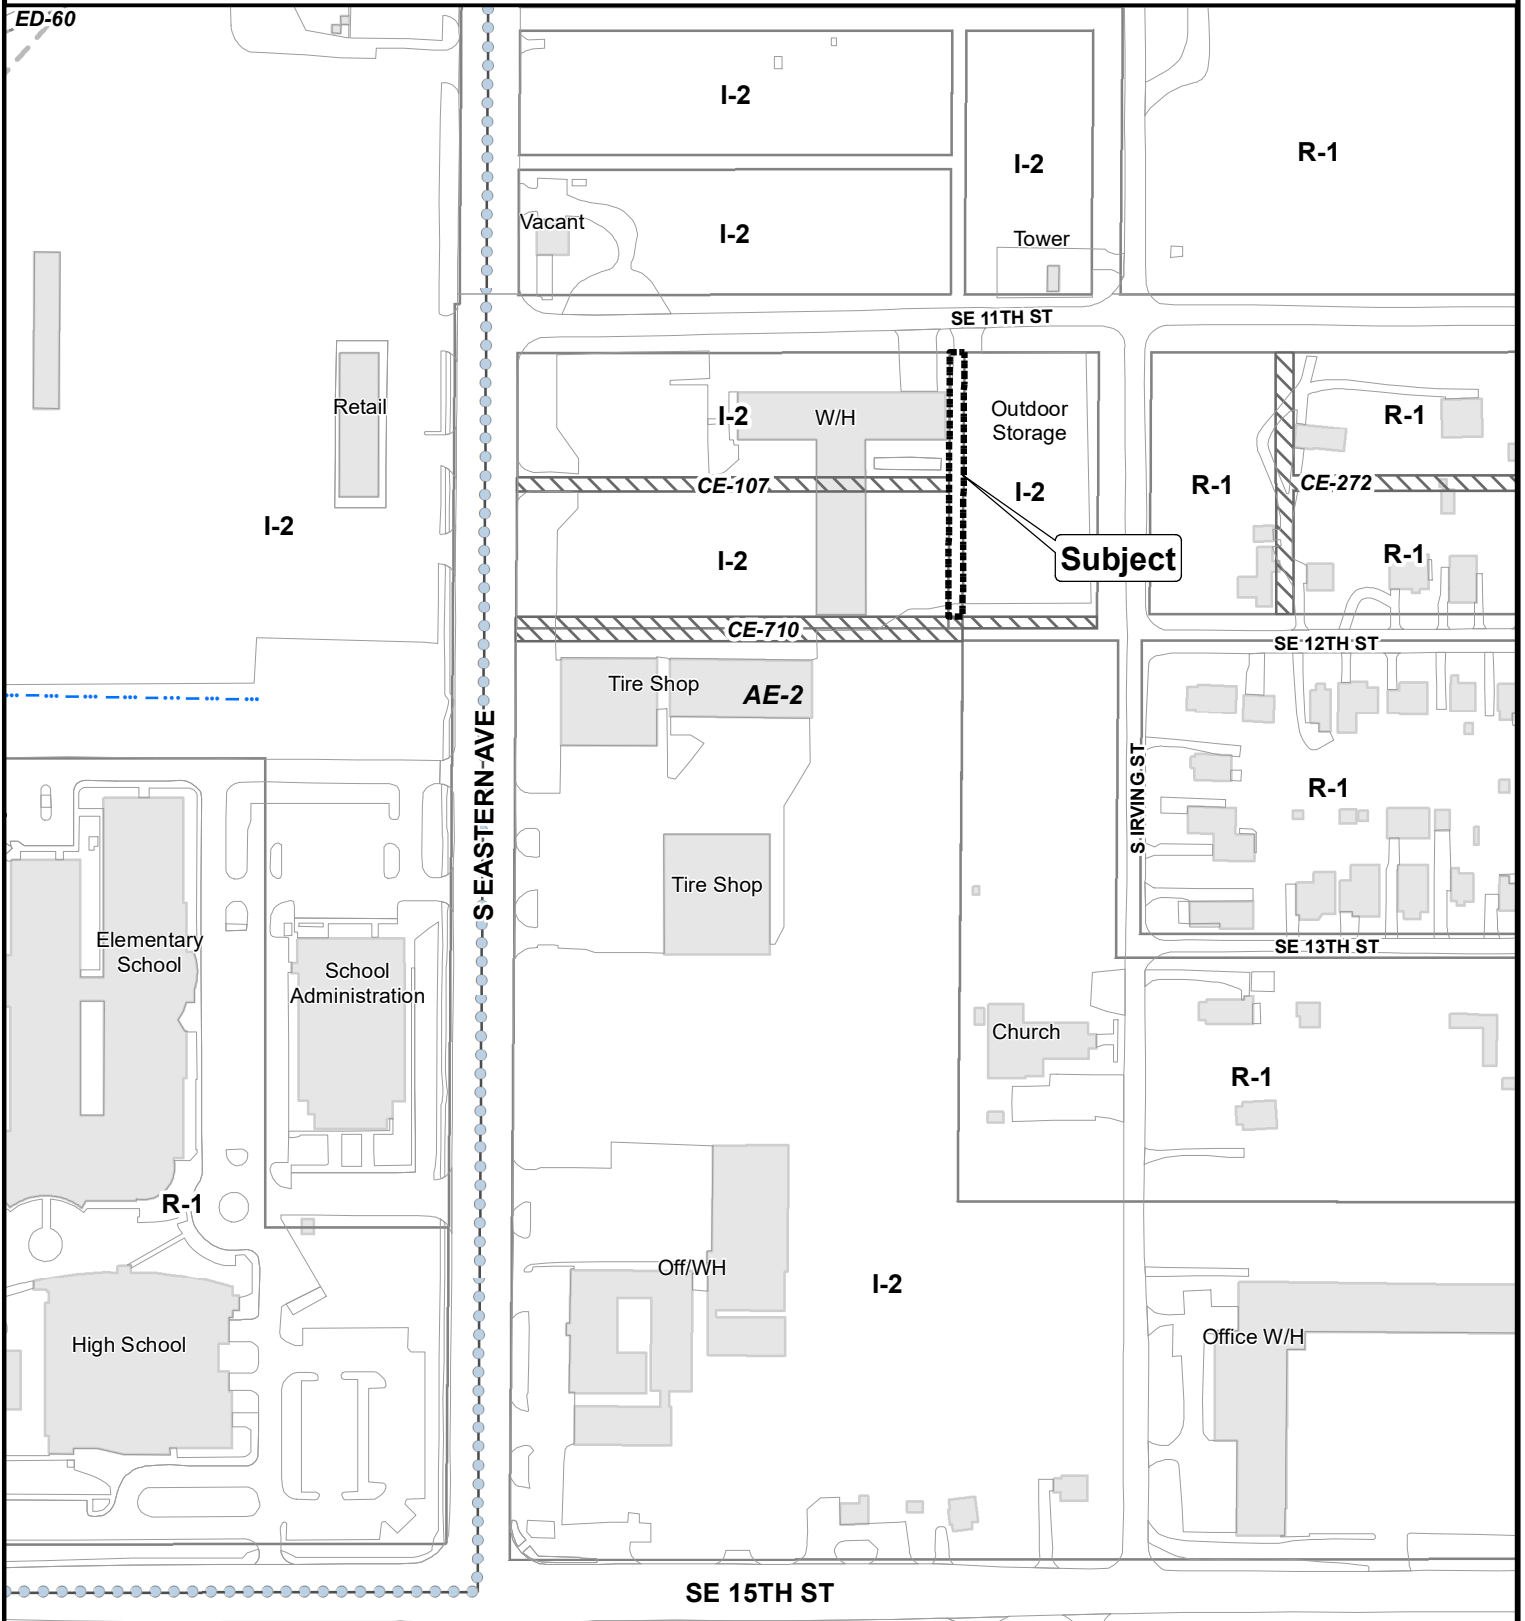 ED-60
I-2
I-2
R-1
Vacant
I-2
Tower
SE 11TH ST
Retail
I-2
W/H
Outdoor
Storage
R-1
CE-107
I-2
R-1
CE-272
I-2
I-2
Subject
R-1
CE-710
SE 12TH ST
Tire Shop
AE-2
S EASTERN AVE
S IRVING ST
R-1
Tire Shop
Elementary
School
School
Administration
SE 13TH ST
Church
R-1
R-1
Off/WH
I-2
High School
Office W/H
SE 15TH ST